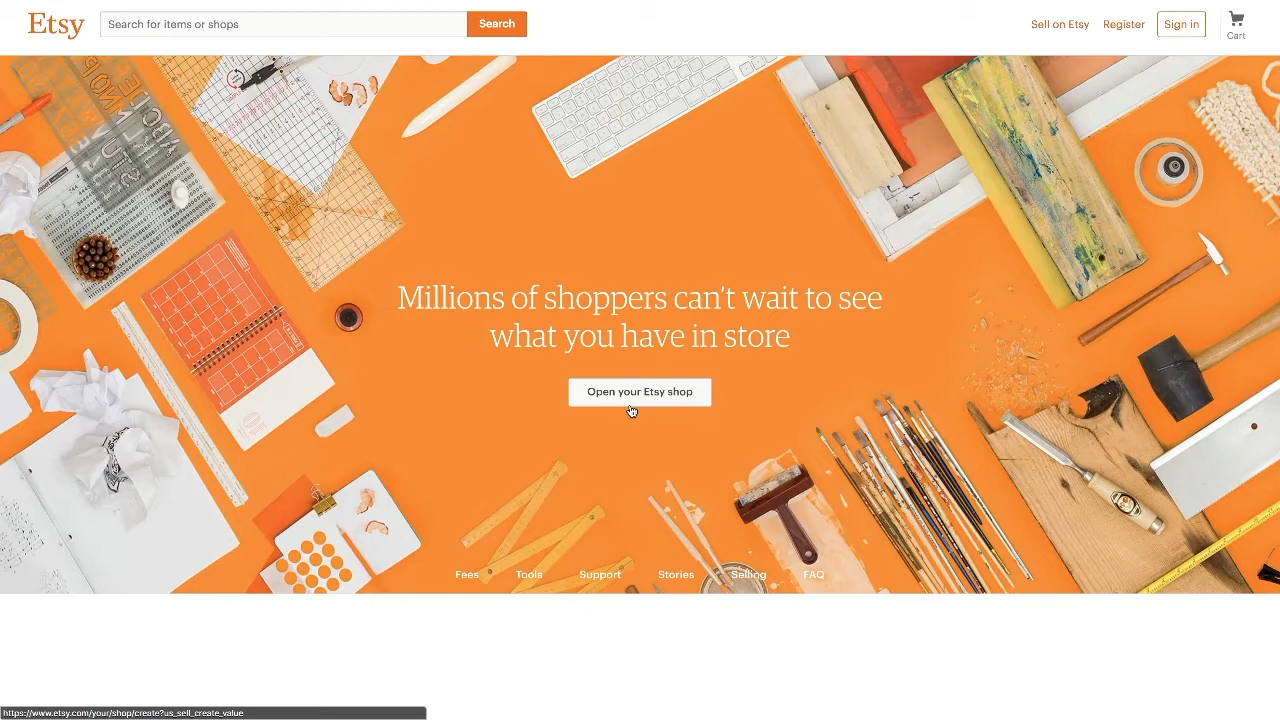 Etsy
Search for items or shops
Search
Sell on Etsy
Register
Sign in
Cart
Millions of shoppers can't wait to see
what you have in store
Open your Etsy shop
Fees
Tools
Support
Stories
Selling
FAQ
https://www.etsy.com/your/shop/create?us_sell_create_value